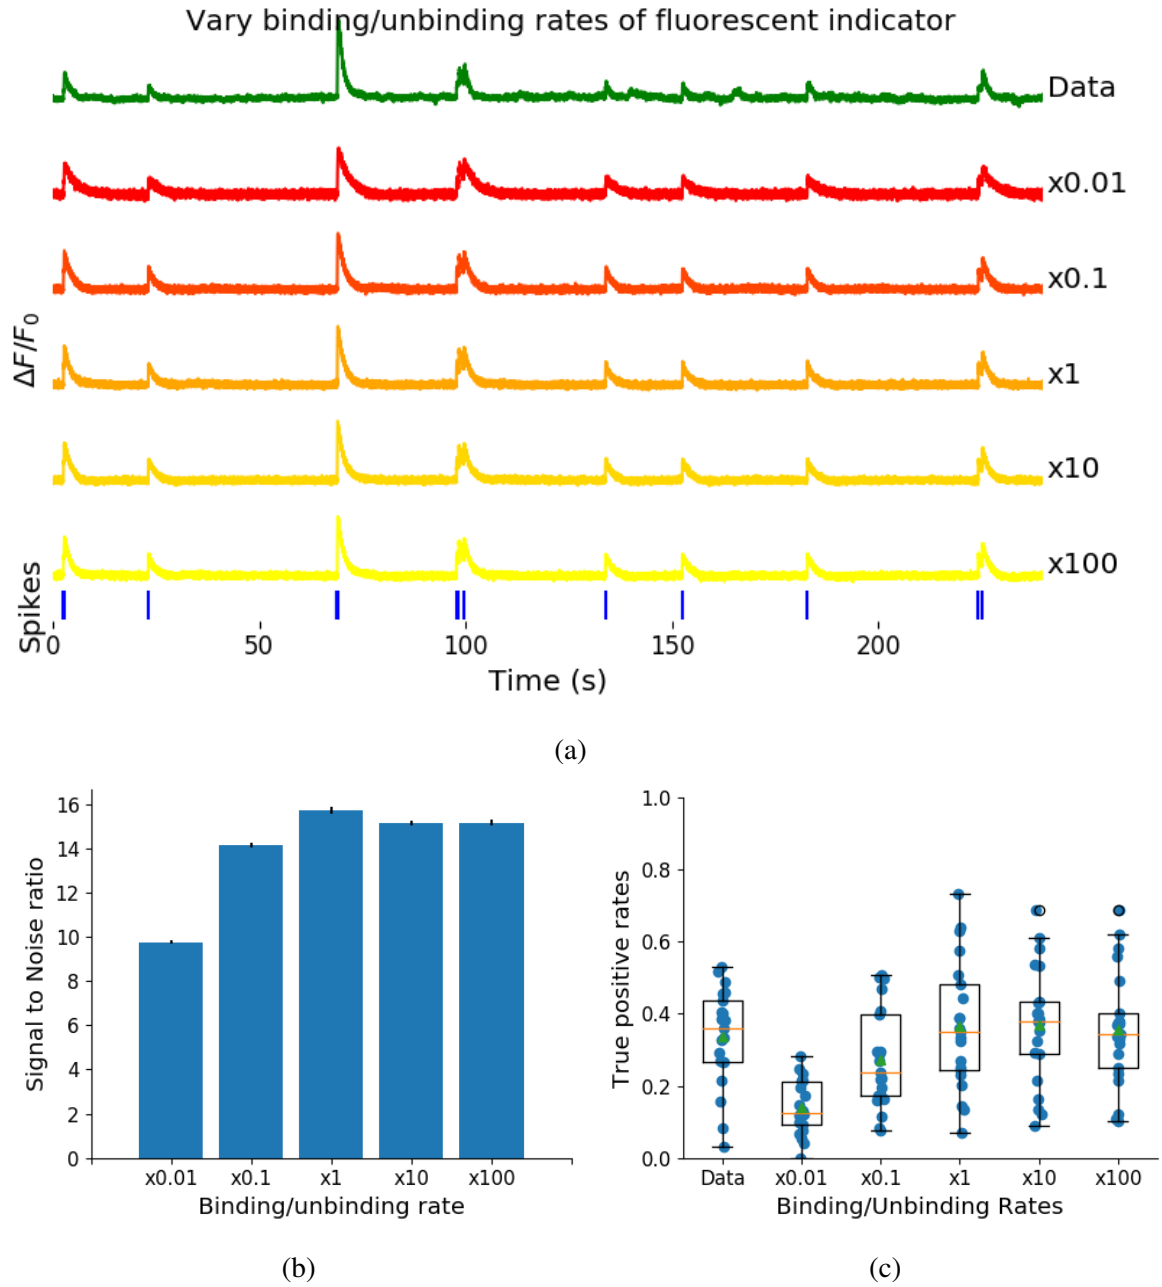 Vary binding/unbinding rates of fluorescent indicator
Data
x0.01
x0.1
x1
x10
x100
ΔF/F0
Spikes
0 50 100 150 200
Time (s)
(a)
16
14
12
10
8
6
4
2
0
Signal to Noise ratio
x0.01 x0.1 x1 x10 x100
Binding/unbinding rate
(b)
1.0
0.8
0.6
0.4
0.2
0.0
True positive rates
Data x0.01 x0.1 x1 x10 x100
Binding/Unbinding Rates
(c)